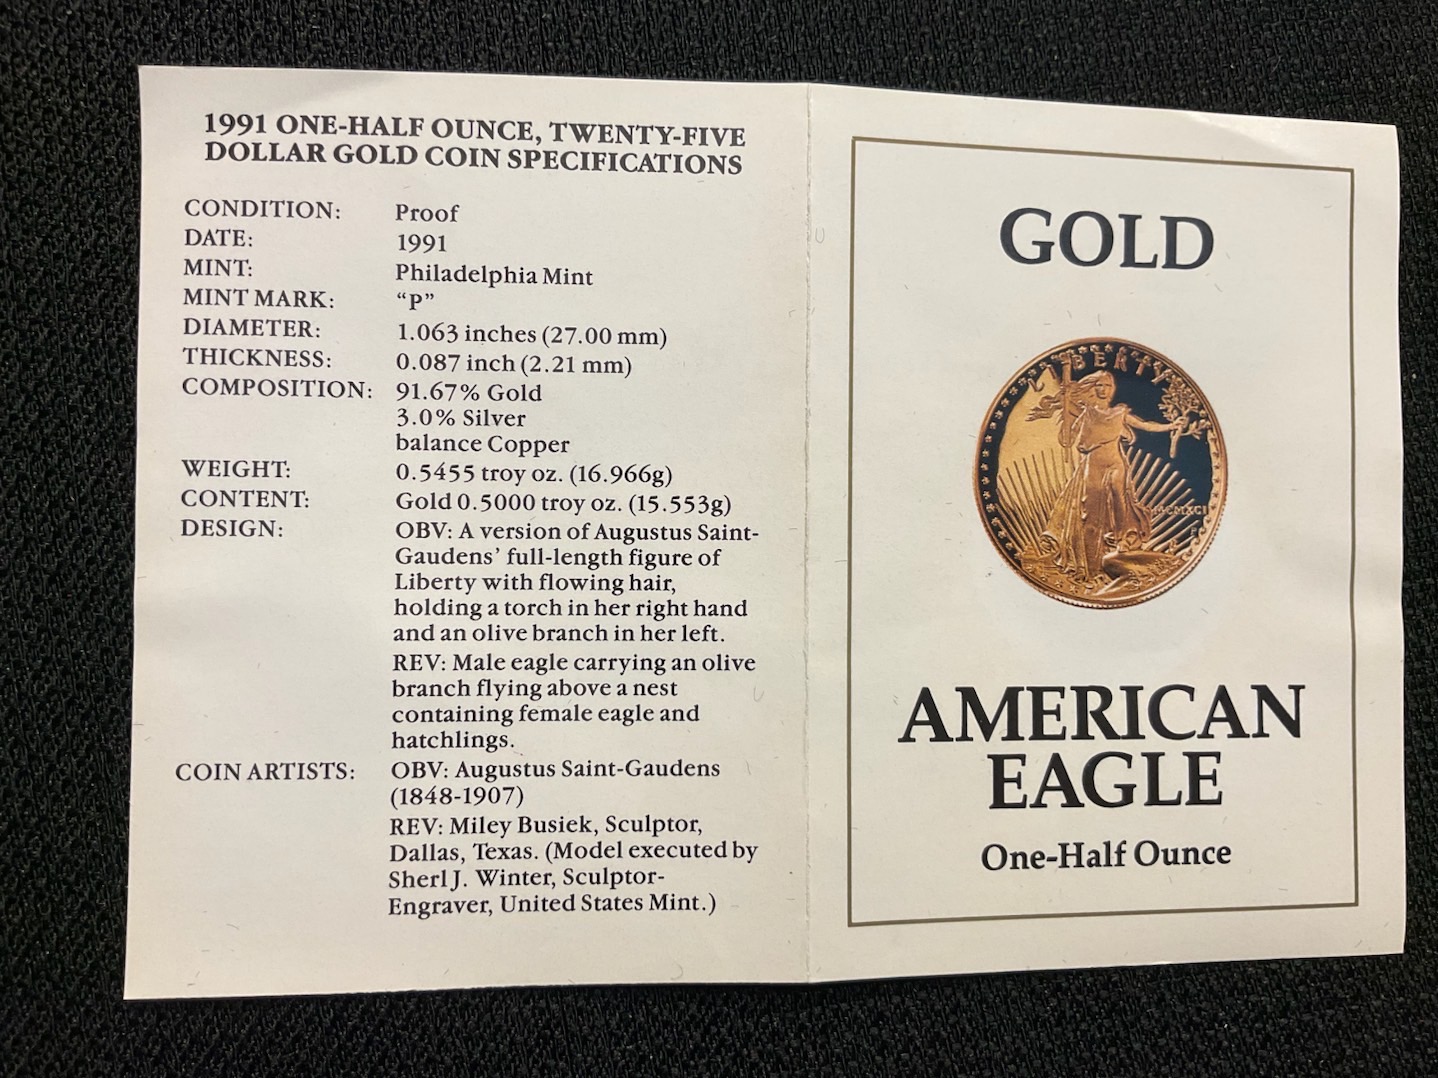 1991 ONE-HALF OUNCE, TWENTY-FIVE
DOLLAR GOLD COIN SPECIFICATIONS
CONDITION: Proof
DATE: 1991
MINT: Philadelphia Mint
MINT MARK: “P”
DIAMETER: 1.063 inches (27.00 mm)
THICKNESS: 0.087 inch (2.21 mm)
COMPOSITION: 91.67% Gold
3.0% Silver
balance Copper
WEIGHT: 0.5455 troy oz. (16.966g)
CONTENT: Gold 0.5000 troy oz. (15.553g)
DESIGN: OBV: A version of Augustus Saint-
Gaudens’ full-length figure of
Liberty with flowing hair,
holding a torch in her right hand
and an olive branch in her left.
REV: Male eagle carrying an olive
branch flying above a nest
containing female eagle and
hatchlings.
COIN ARTISTS: OBV: Augustus Saint-Gaudens
(1848-1907)
REV: Miley Busiek, Sculptor,
Dallas, Texas. (Model executed by
Sherl J. Winter, Sculptor-
Engraver, United States Mint.)
GOLD
LIBERTY
MCMXCI
P
AMERICAN
EAGLE
One-Half Ounce